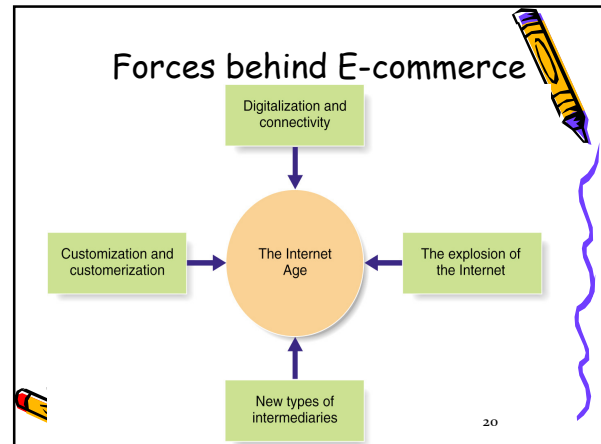 Forces behind E-commerce
Digitalization and
connectivity
Customization and
customerization
The Internet
Age
The explosion of
the Internet
New types of
intermediaries
20